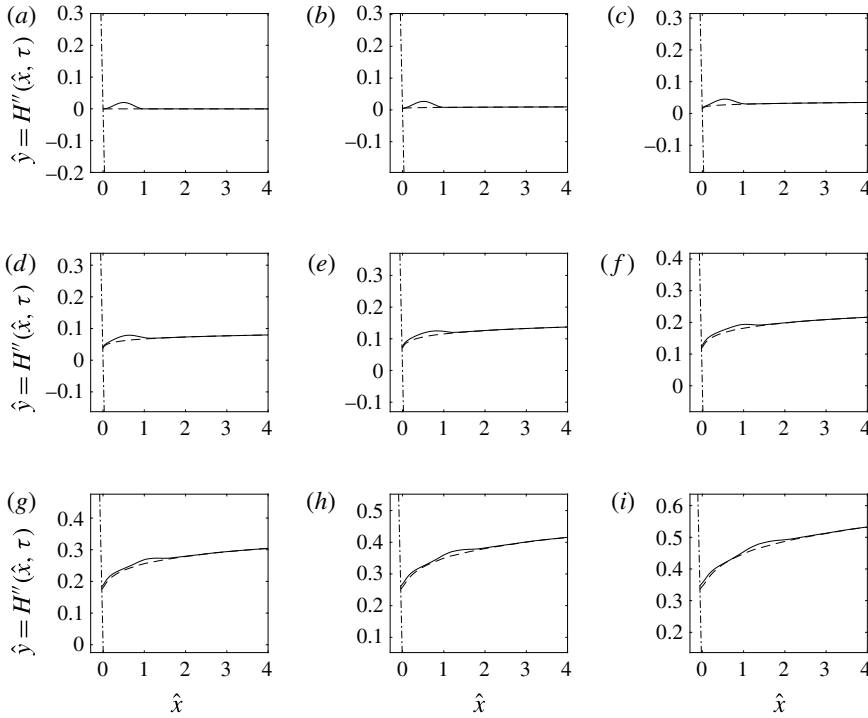 (a) (b) (c)
0.3 0.3 0.3
0.2 0.2 0.2
0.1 0.1 0.1
0 0 0
–0.1 –0.1 –0.1
–0.2
0 1 2 3 4 0 1 2 3 4 0 1 2 3 4
ŷ = H″(x̂, τ)
(d) (e) (f)
0.3 0.3 0.4
0.2 0.2 0.3
0.1 0.1 0.2
0 0 0.1
–0.1 –0.1 0
0 1 2 3 4 0 1 2 3 4 0 1 2 3 4
ŷ = H″(x̂, τ)
(g) (h) (i)
0.4 0.5 0.6
0.3 0.4 0.5
0.2 0.3 0.4
0.1 0.2 0.3
0 0.1 0.2
0 1 2 3 4 0 1 2 3 4 0 1 2 3 4
ŷ = H″(x̂, τ)
x̂ x̂ x̂